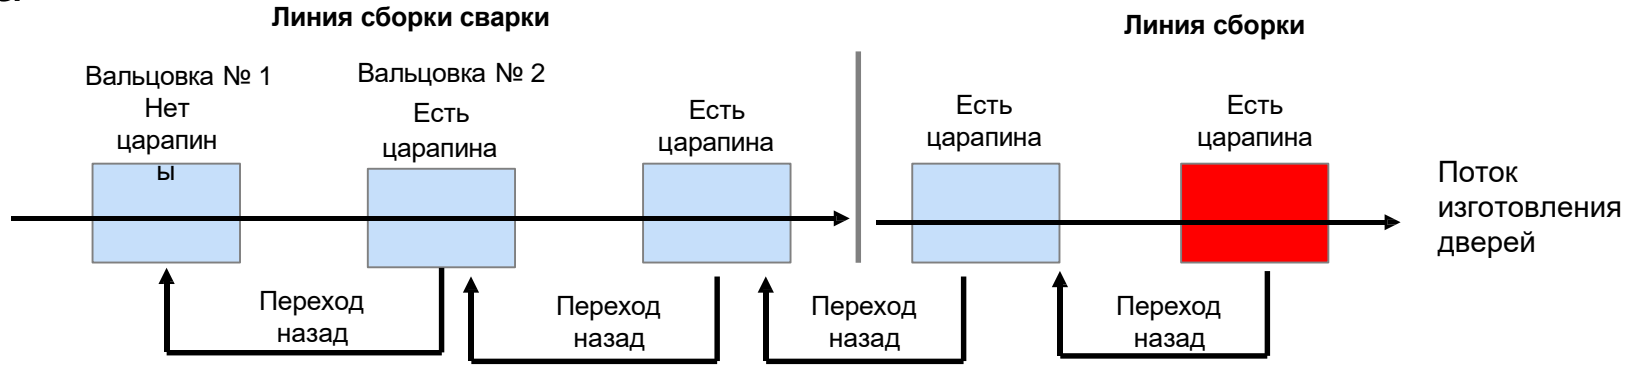 Линия сборки сварки
Линия сборки
Вальцовка № 1
Нет
царапин
ы
Вальцовка № 2
Есть
царапина
Есть
царапина
Есть
царапина
Есть
царапина
Поток
изготовления
дверей
Переход
назад
Переход
назад
Переход
назад
Переход
назад